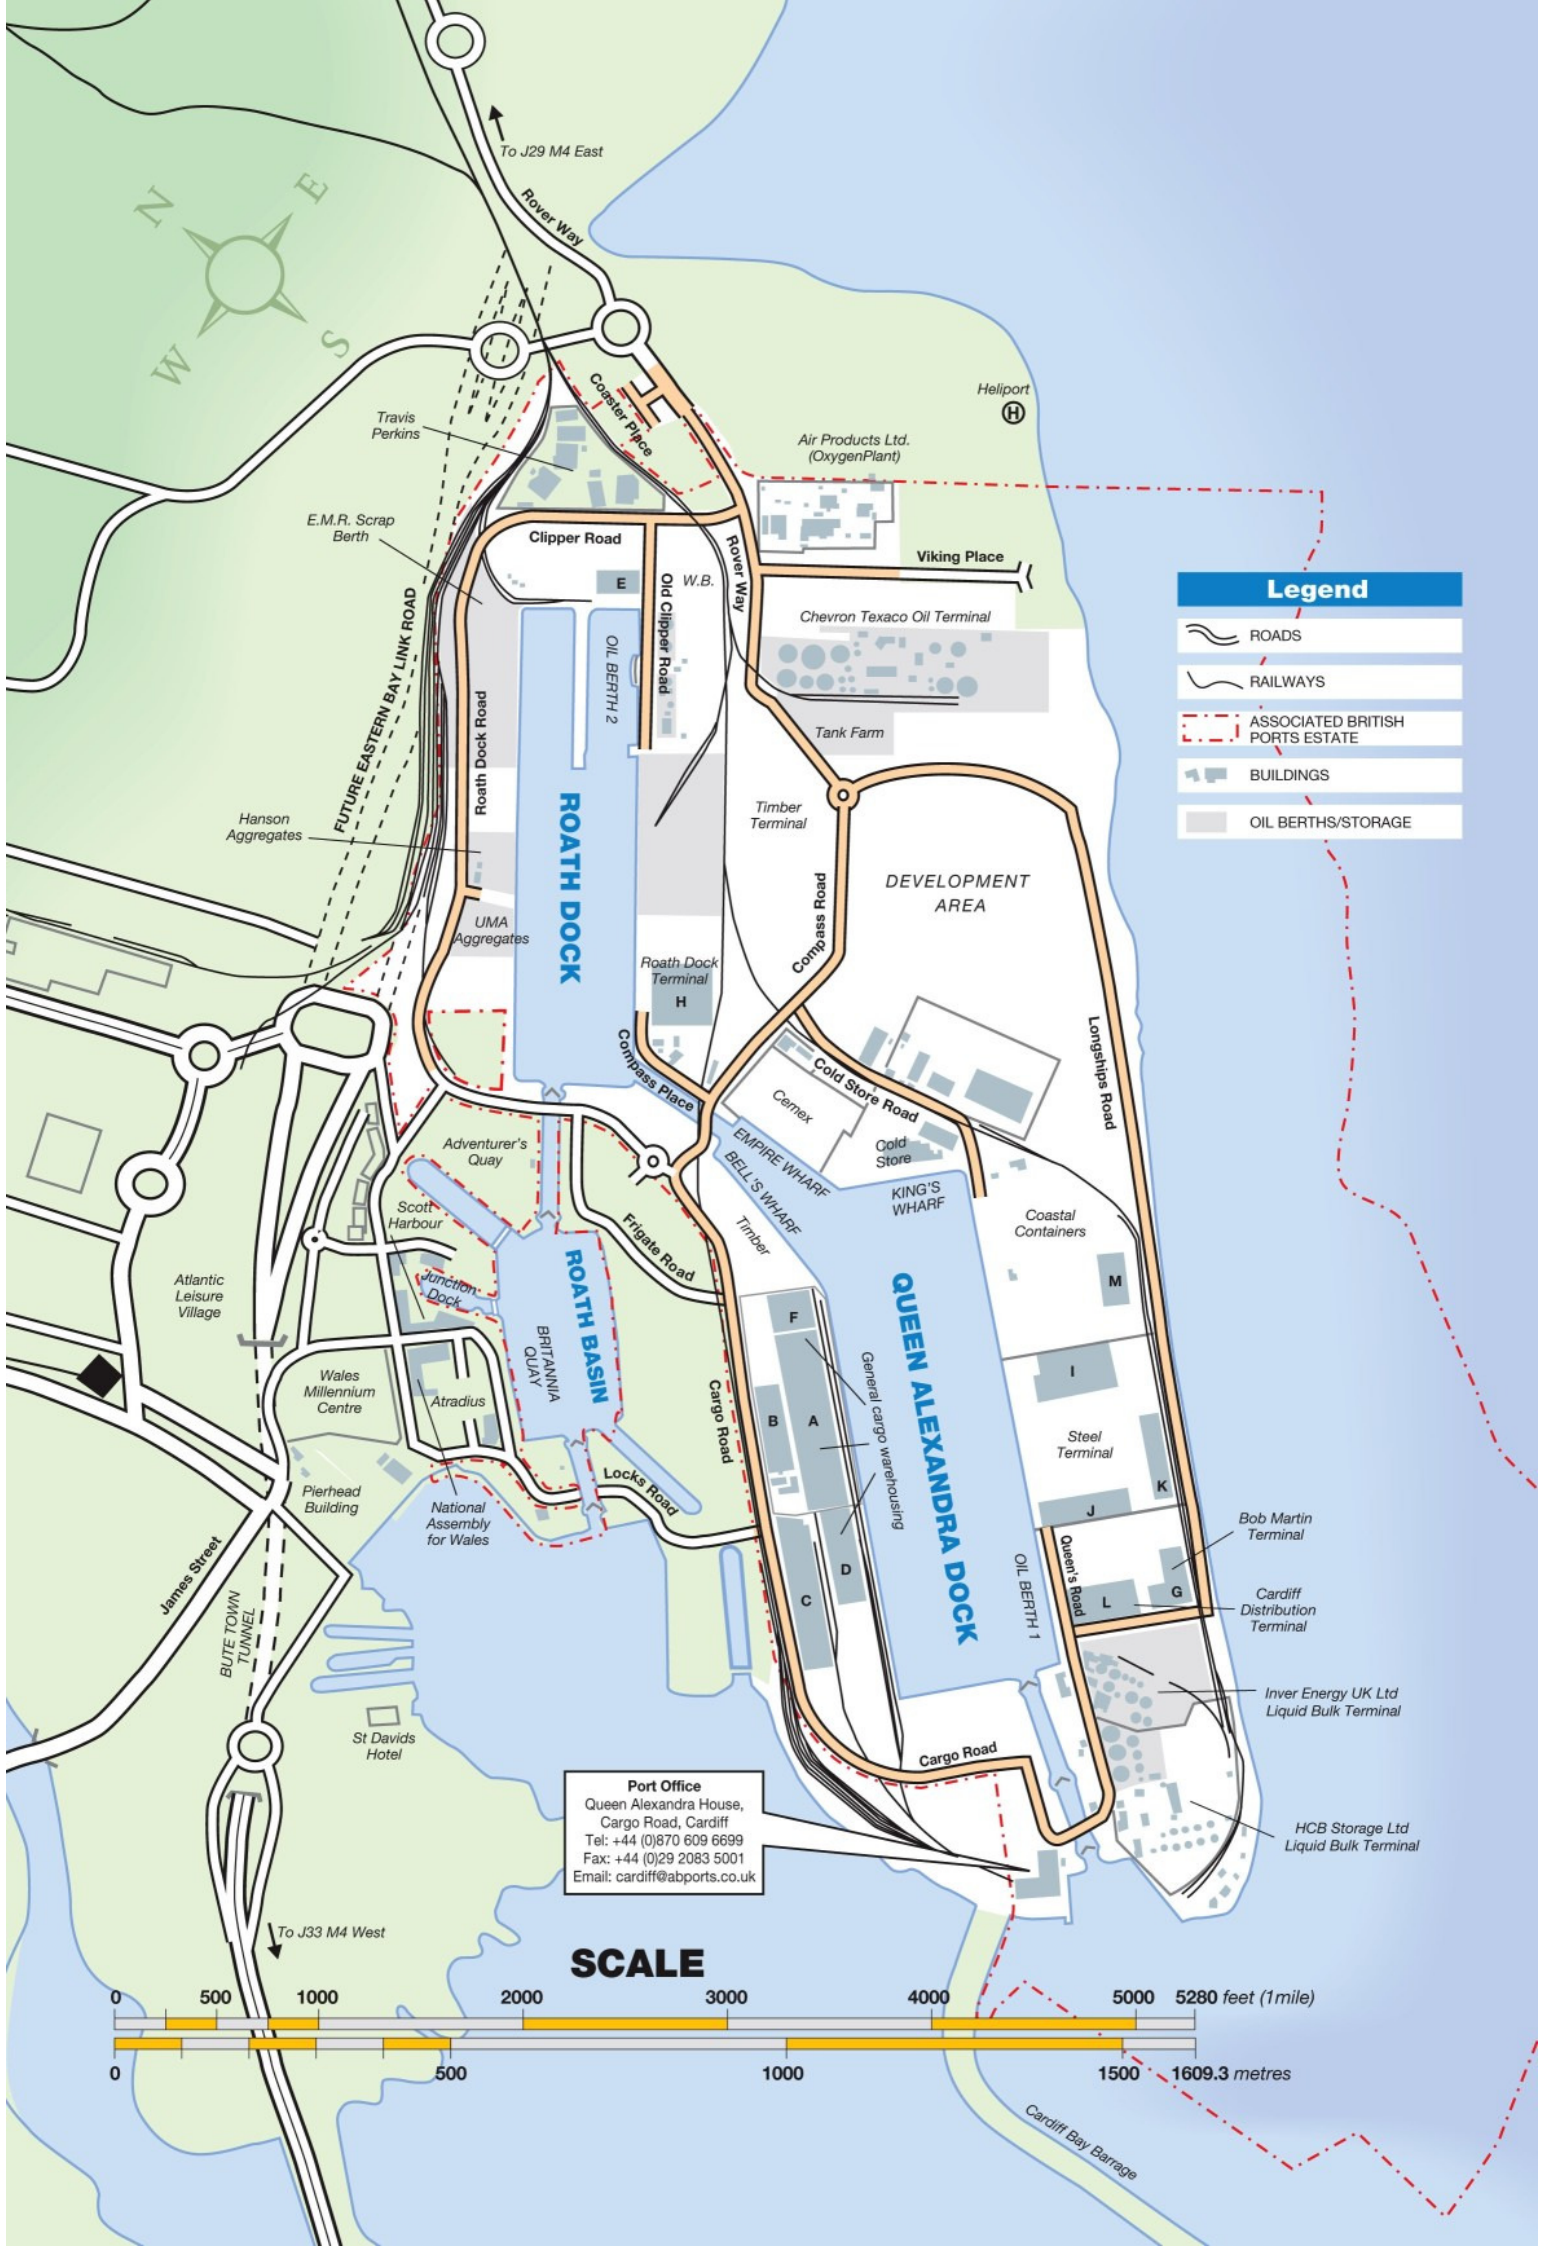 To J29 M4 East
Rover Way
N
E
W
S
Coaster Place
Travis
Perkins
Heliport
H
Air Products Ltd.
(OxygenPlant)
E.M.R. Scrap
Berth
Clipper Road
Rover Way
Viking Place
E
Old Clipper Road
W.B.
Legend
ROADS
RAILWAYS
ASSOCIATED BRITISH
PORTS ESTATE
BUILDINGS
OIL BERTHS/STORAGE
Chevron Texaco Oil Terminal
OIL BERTH 2
FUTURE EASTERN BAY LINK ROAD
Roath Dock Road
Tank Farm
Hanson
Aggregates
ROATH DOCK
Timber
Terminal
DEVELOPMENT
AREA
Compass Road
UMA
Aggregates
Roath Dock
Terminal
H
Compass Place
Cold Store Road
Longships Road
Cemex
Cold
Store
EMPIRE WHARF
BELL'S WHARF
KING'S
WHARF
Adventurer's
Quay
Scott
Harbour
Junction
Dock
Frigate Road
Timber
Coastal
Containers
Atlantic
Leisure
Village
ROATH BASIN
BRITANNIA
QUAY
QUEEN ALEXANDRA DOCK
M
F
I
B
A
General cargo warehousing
Cargo Road
Wales
Millennium
Centre
Atradius
Steel
Terminal
K
J
Locks Road
Pierhead
Building
National
Assembly
for Wales
D
C
OIL BERTH 1
Queen's Road
L
G
Bob Martin
Terminal
Cardiff
Distribution
Terminal
James Street
BUTE TOWN
TUNNEL
St Davids
Hotel
Inver Energy UK Ltd
Liquid Bulk Terminal
Cargo Road
Port Office
Queen Alexandra House,
Cargo Road, Cardiff
Tel: +44 (0)870 609 6699
Fax: +44 (0)29 2083 5001
Email: cardiff@abports.co.uk
HCB Storage Ltd
Liquid Bulk Terminal
To J33 M4 West
SCALE
0 500 1000 2000 3000 4000 5000 5280 feet (1mile)
0 500 1000 1500 1609.3 metres
Cardiff Bay Barrage